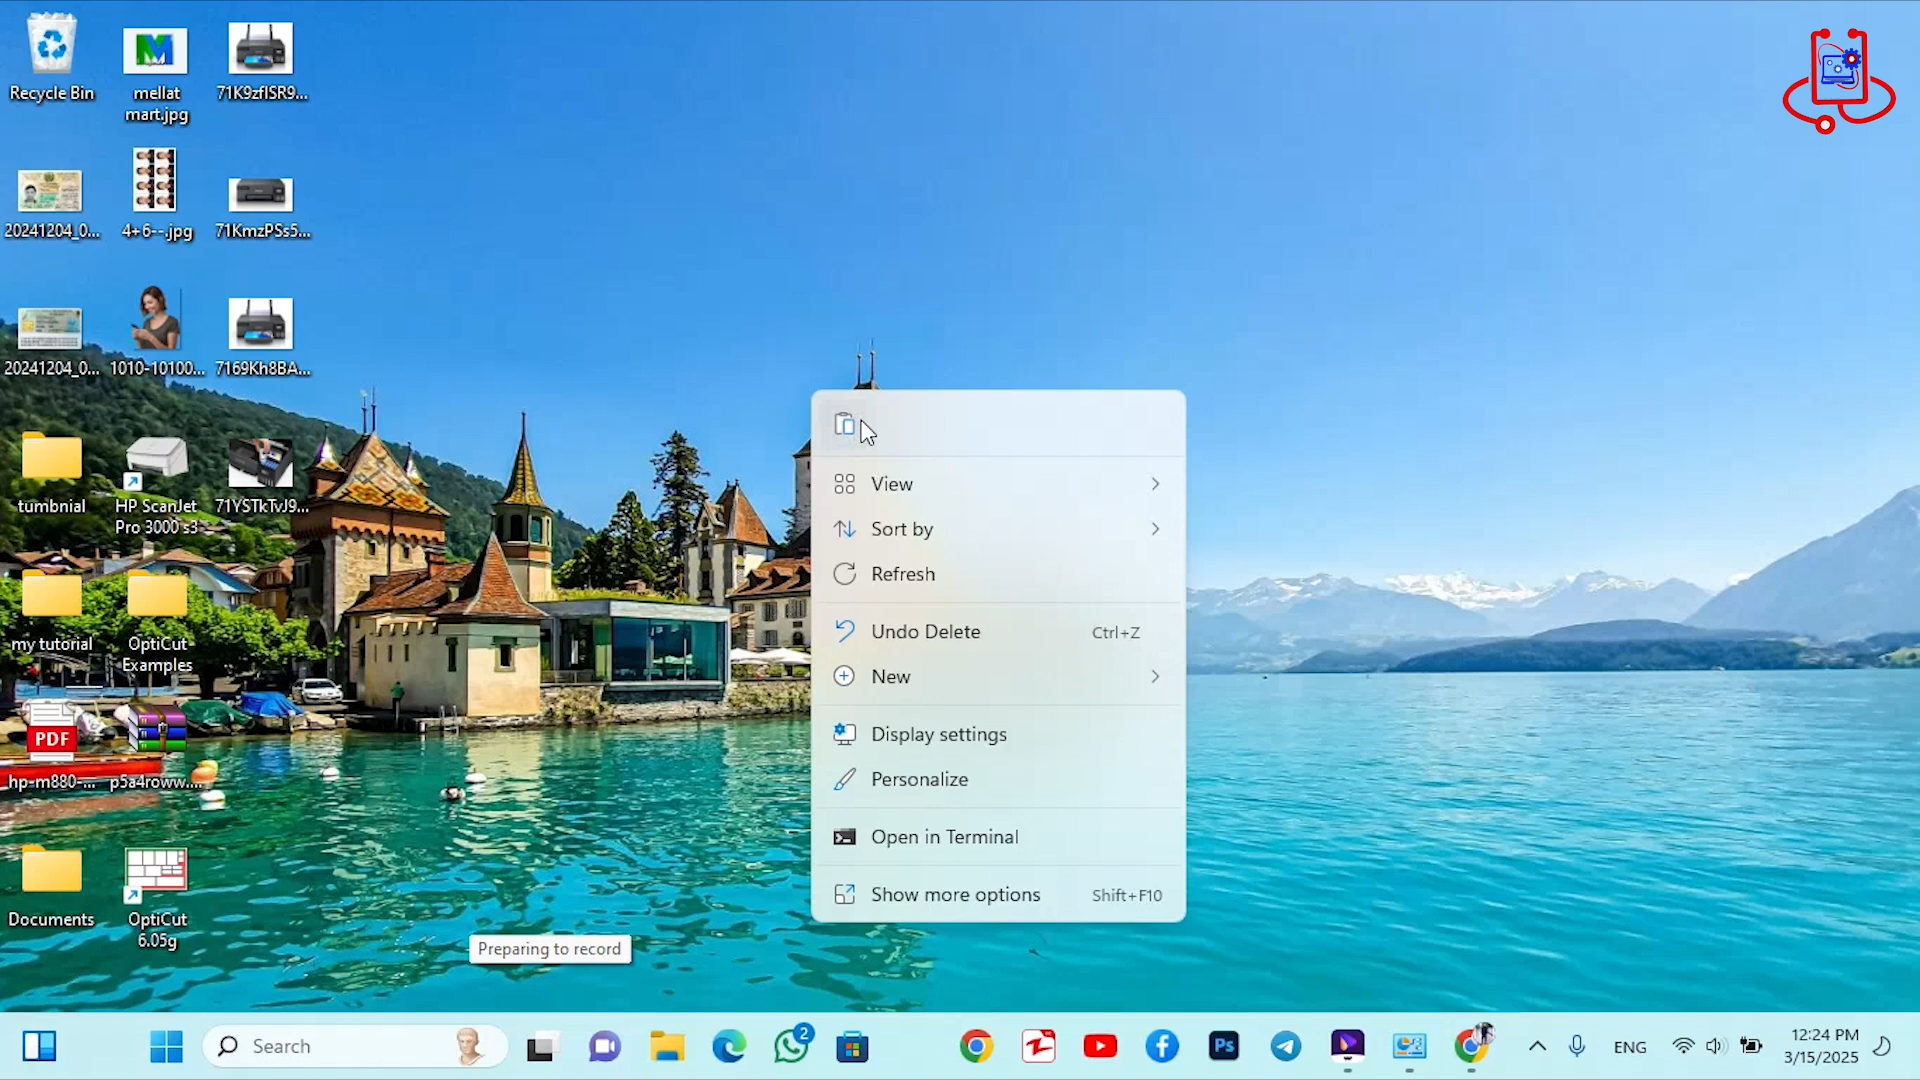 Recycle Bin
mellat
mart.jpg
71K9zfISR9...
20241204_0...
4+6--.jpg
71KmzPSs5...
20241204_0...
1010-10100...
7169Kh8BA...
tumbnial
HP ScanJet
Pro 3000 s3
71YSTkTvJ9...
my tutorial
OptiCut
Examples
PDF
hp-m880-...
p5a4roww....
Documents
OptiCut
6.05g
View
Sort by
Refresh
Undo Delete Ctrl+Z
New
Display settings
Personalize
Open in Terminal
Show more options Shift+F10
Preparing to record
Search
2
Ps
ENG
12:24 PM
3/15/2025